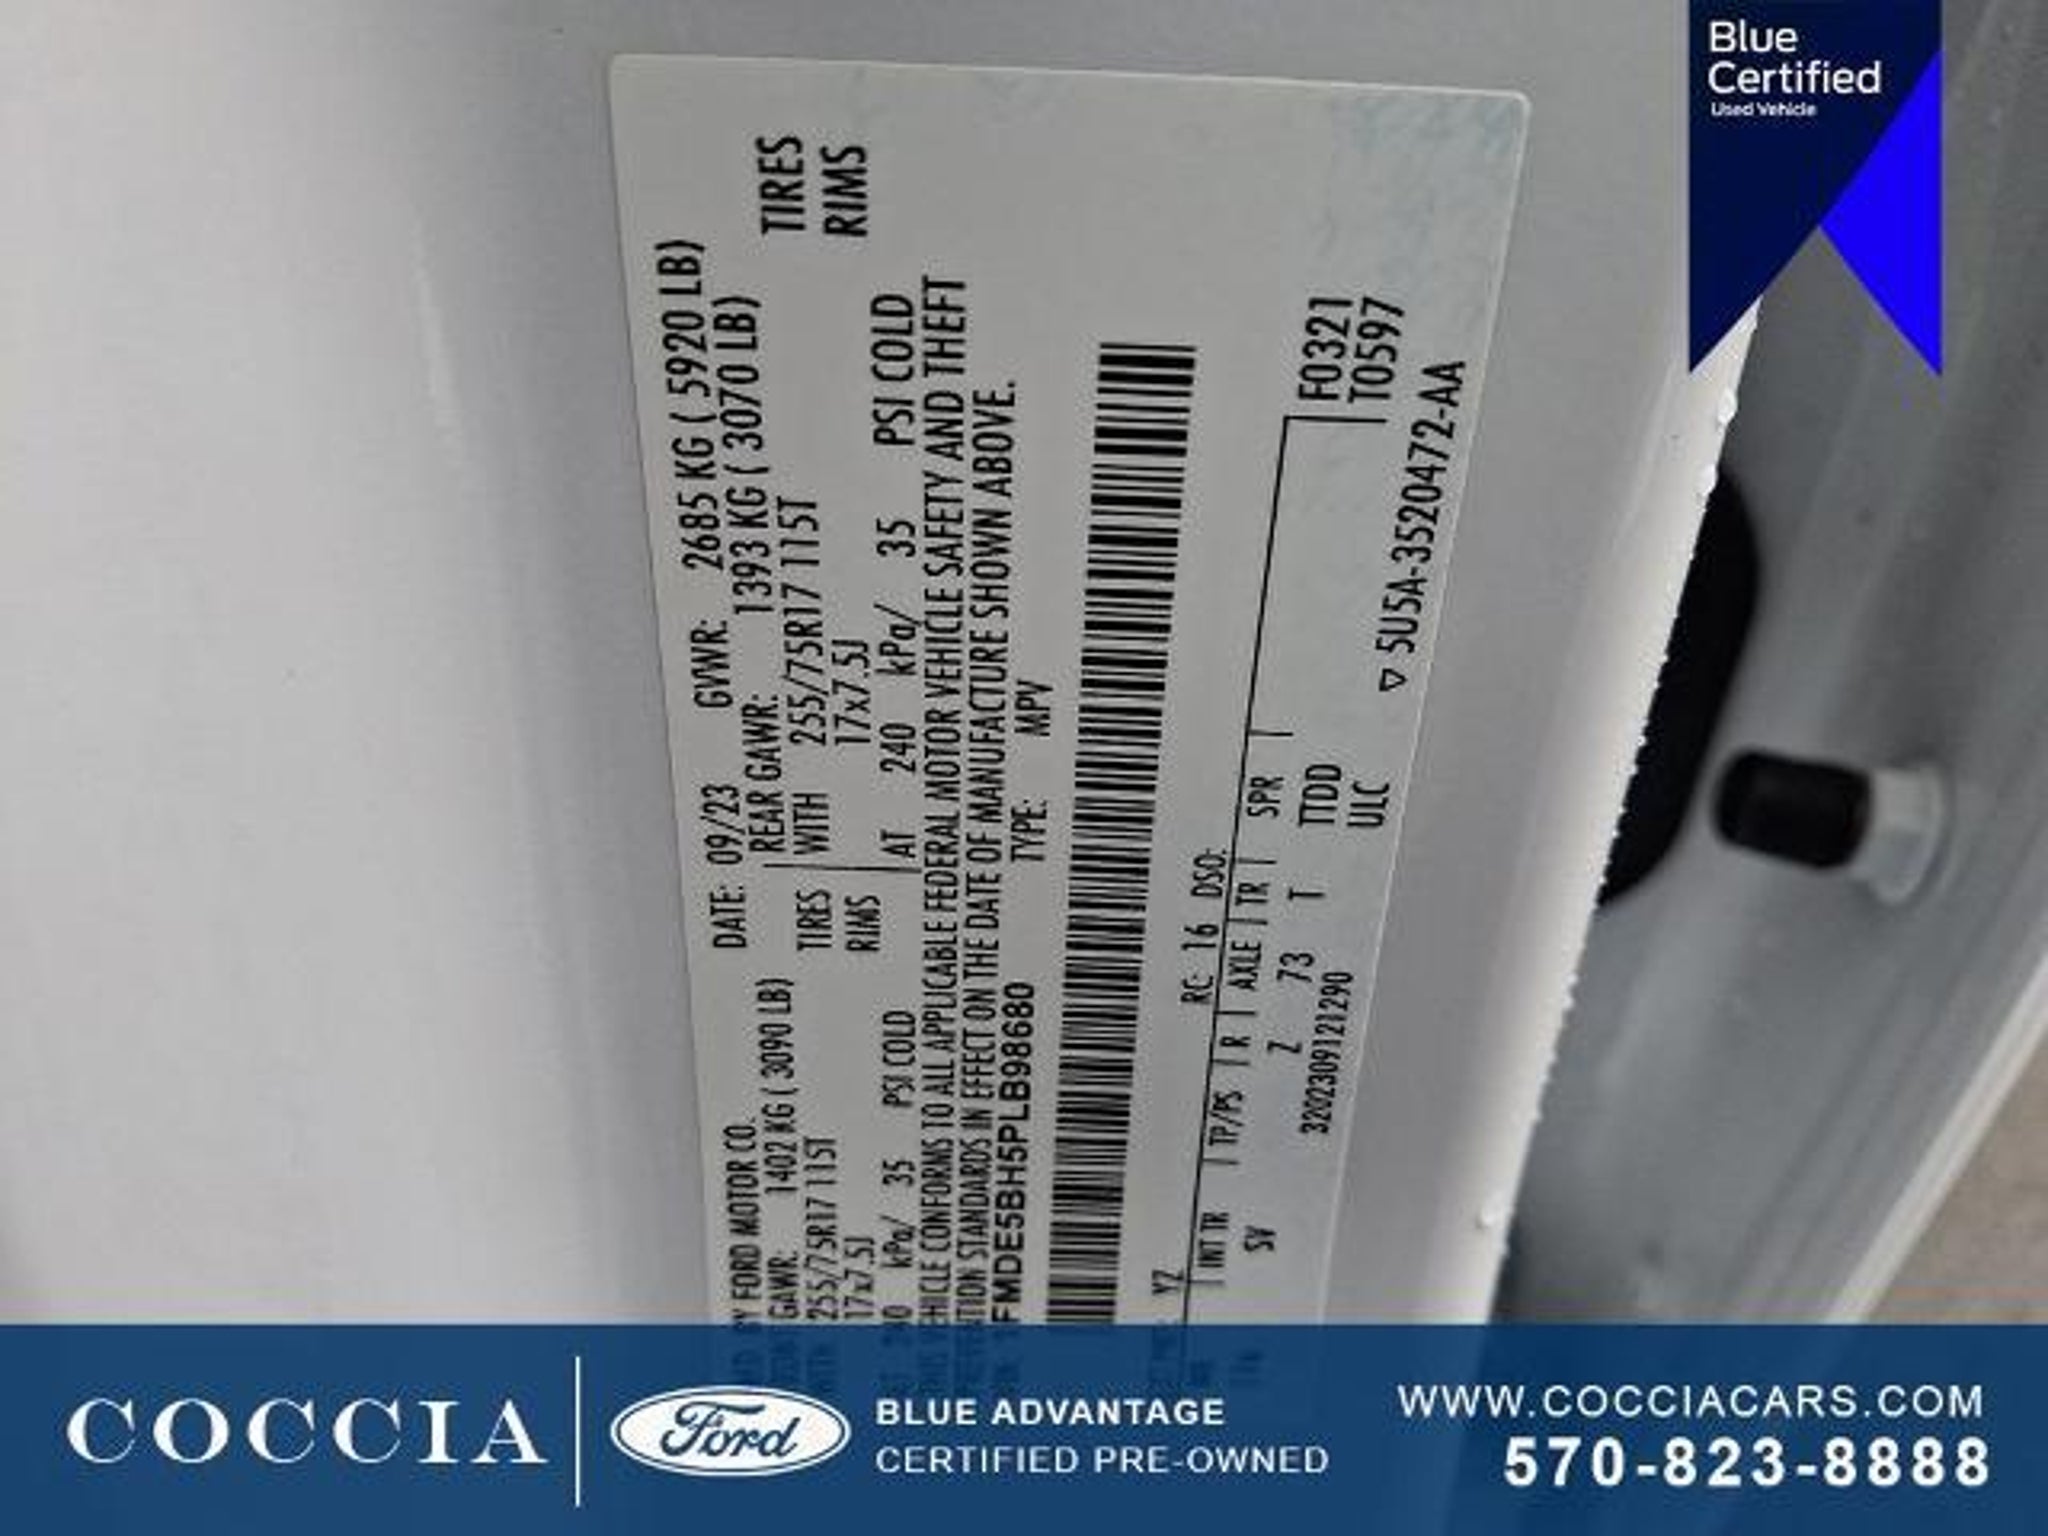 Blue
Certified
Used Vehicle
BY FORD MOTOR CO. DATE: 09/23 GVWR: 2685 KG ( 5920 LB)
GAWR: 1402 KG ( 3090 LB) REAR GAWR: 1393 KG ( 3070 LB)
255/75R17 115T TIRES WITH 255/75R17 115T TIRES
17x7.5J RIMS 17x7.5J RIMS
240 kPa/ 35 PSI COLD AT 240 kPa/ 35 PSI COLD
THIS VEHICLE CONFORMS TO ALL APPLICABLE FEDERAL MOTOR VEHICLE SAFETY AND THEFT
PREVENTION STANDARDS IN EFFECT ON THE DATE OF MANUFACTURE SHOWN ABOVE.
1FMDE5BH5PLB98680 TYPE: MPV
YZ RC: 16 DSO: F0321
INT TR TP/PS R AXLE TR SPR T0597
SV Z 73 T TTDD
3202309121290 ULC
▽ 5U5A-3520472-AA
COCCIA
Ford
BLUE ADVANTAGE
CERTIFIED PRE-OWNED
WWW.COCCIACARS.COM
570-823-8888